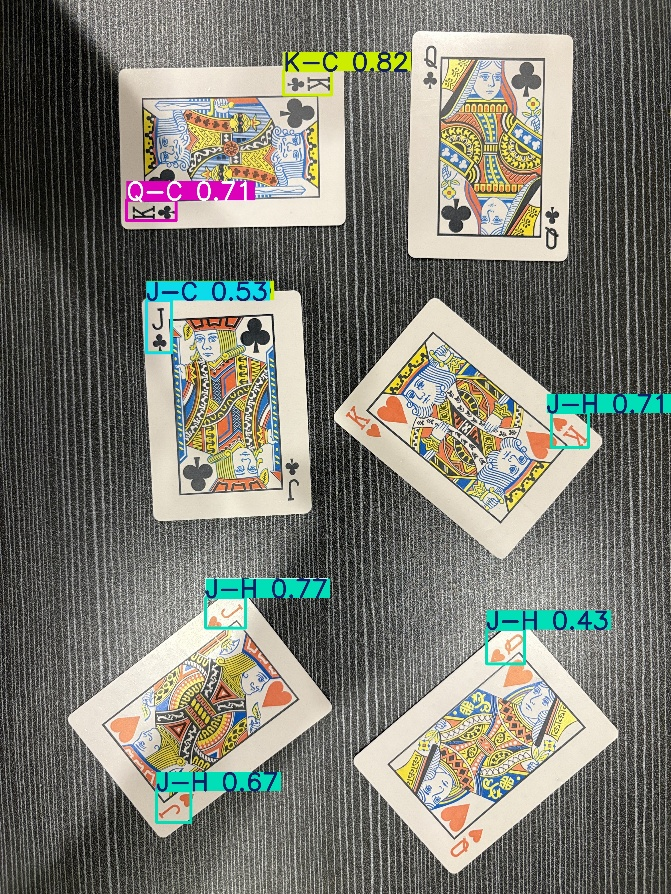 K-C 0.82
K
Q
Q-C 0.71
K
Q
J-C 0.53
J
J-H 0.71
K
K
J
J-H 0.77
J
J-H 0.43
Q
J-H 0.67
J
Q